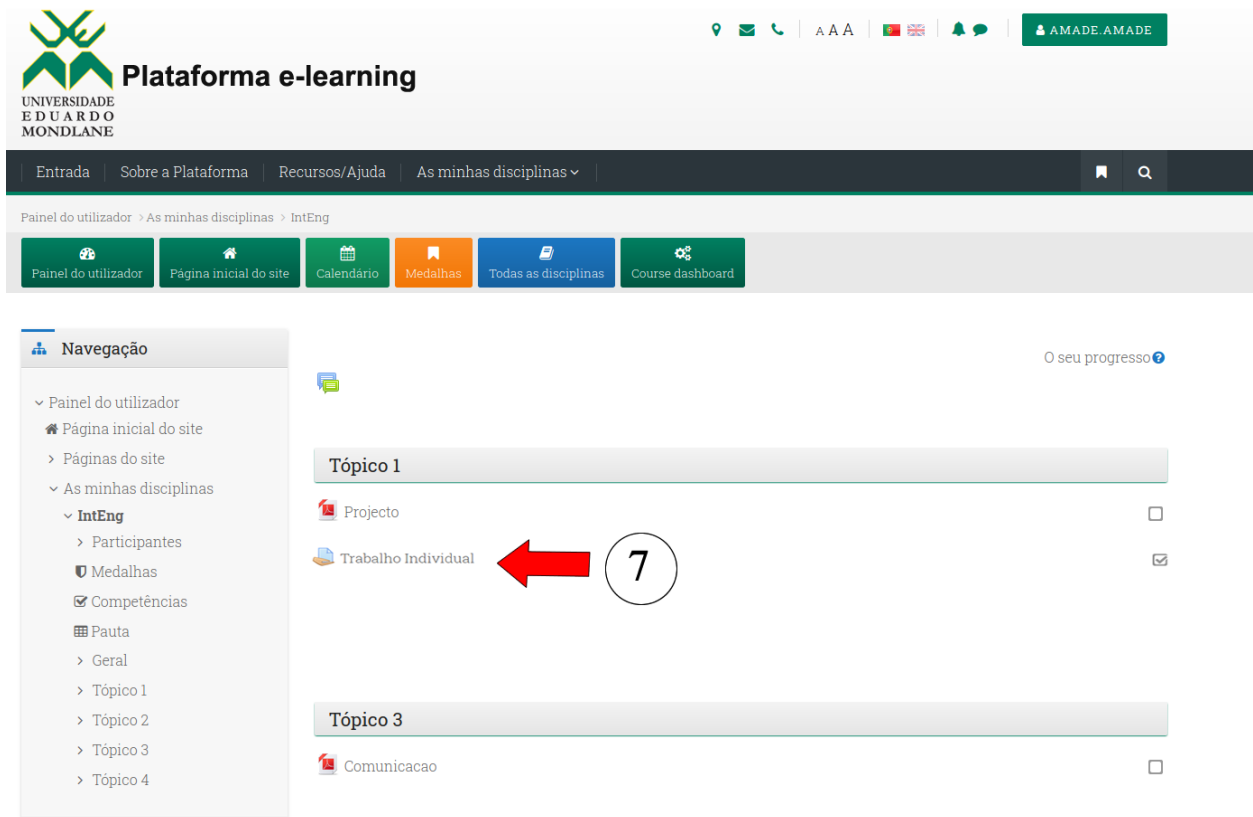 A A A
AMADE.AMADE
Plataforma e-learning
UNIVERSIDADE
EDUARDO
MONDLANE
Entrada Sobre a Plataforma Recursos/Ajuda As minhas disciplinas
Painel do utilizador > As minhas disciplinas > IntEng
Painel do utilizador Página inicial do site Calendário Medalhas Todas as disciplinas Course dashboard
Navegação
O seu progresso
Painel do utilizador
Página inicial do site
Páginas do site
As minhas disciplinas
IntEng
Participantes
Medalhas
Competências
Pauta
Geral
Tópico 1
Tópico 2
Tópico 3
Tópico 4
Tópico 1
Projecto
Trabalho Individual
7
Tópico 3
Comunicacao